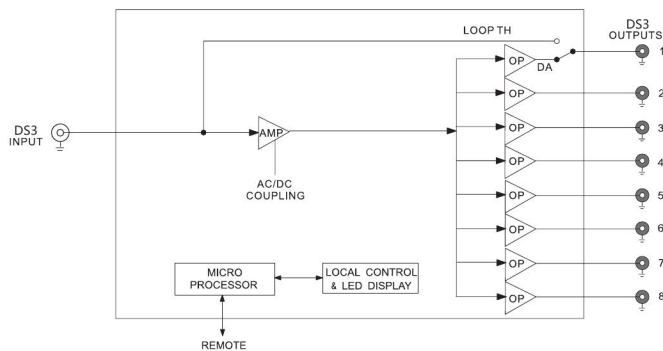 DS3
OUTPUTS
LOOP TH
1
OP
DA
OP
2
OP
3
DS3
INPUT
AMP
OP
4
AC/DC
COUPLING
OP
5
OP
6
MICRO
PROCESSOR
LOCAL CONTROL
& LED DISPLAY
OP
7
OP
8
REMOTE